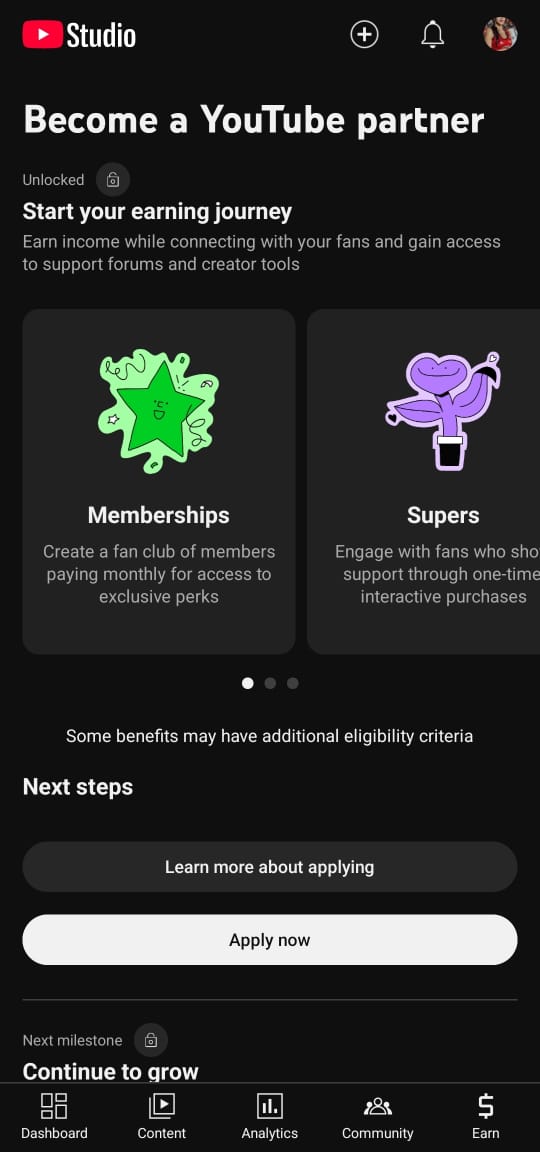 Studio
Become a YouTube partner
Unlocked
Start your earning journey
Earn income while connecting with your fans and gain access
to support forums and creator tools
Memberships
Create a fan club of members
paying monthly for access to
exclusive perks
Supers
Engage with fans who sho
support through one-time
interactive purchases
Some benefits may have additional eligibility criteria
Next steps
Learn more about applying
Apply now
Next milestone
Continue to grow
Dashboard
Content
Analytics
Community
Earn